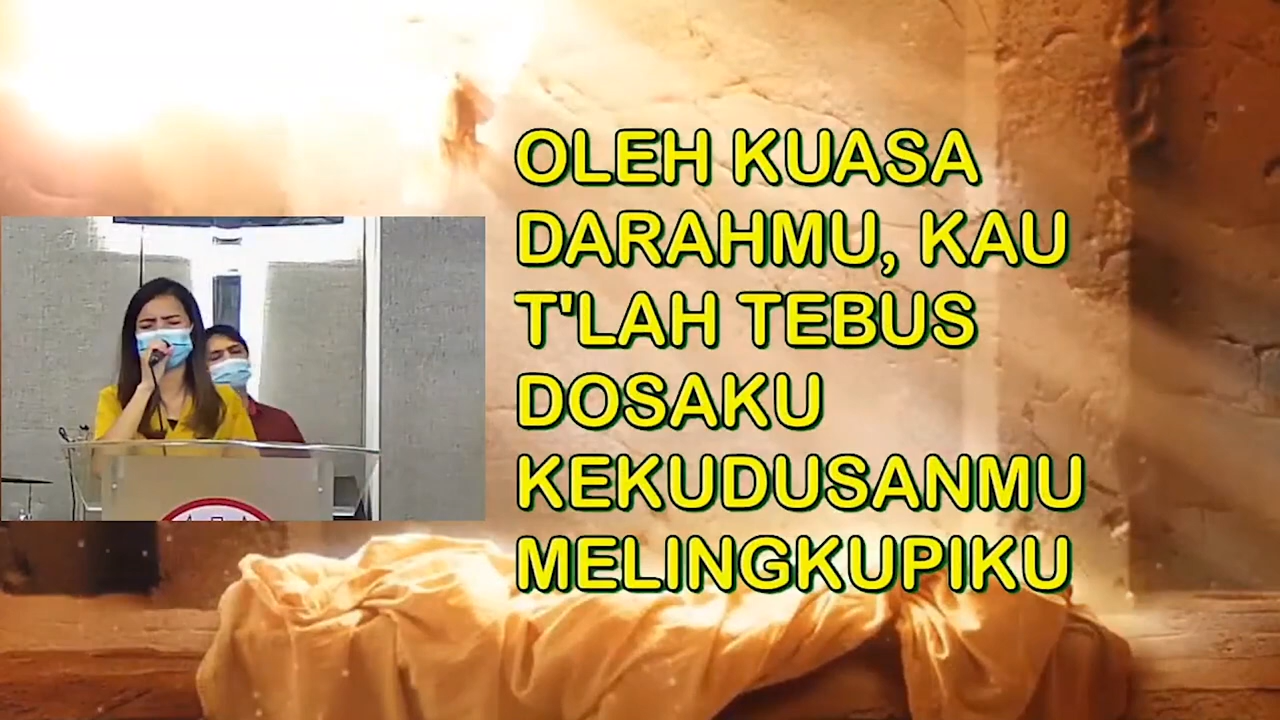 OLEH KUASA
DARAHMU, KAU
T'LAH TEBUS
DOSAKU
KEKUDUSANMU
MELINGKUPIKU